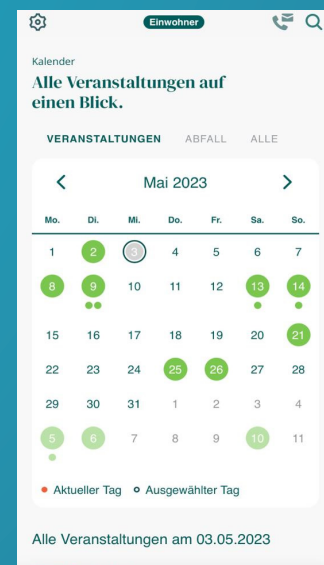 Einwohner
Kalender
Alle Veranstaltungen auf
einen Blick.
VERANSTALTUNGEN ABFALL ALLE
Mai 2023
Mo. Di. Mi. Do. Fr. Sa. So.
1 2 3 4 5 6 7
8 9 10 11 12 13 14
15 16 17 18 19 20 21
22 23 24 25 26 27 28
29 30 31 1 2 3 4
5 6 7 8 9 10 11
Aktueller Tag Ausgewählter Tag
Alle Veranstaltungen am 03.05.2023